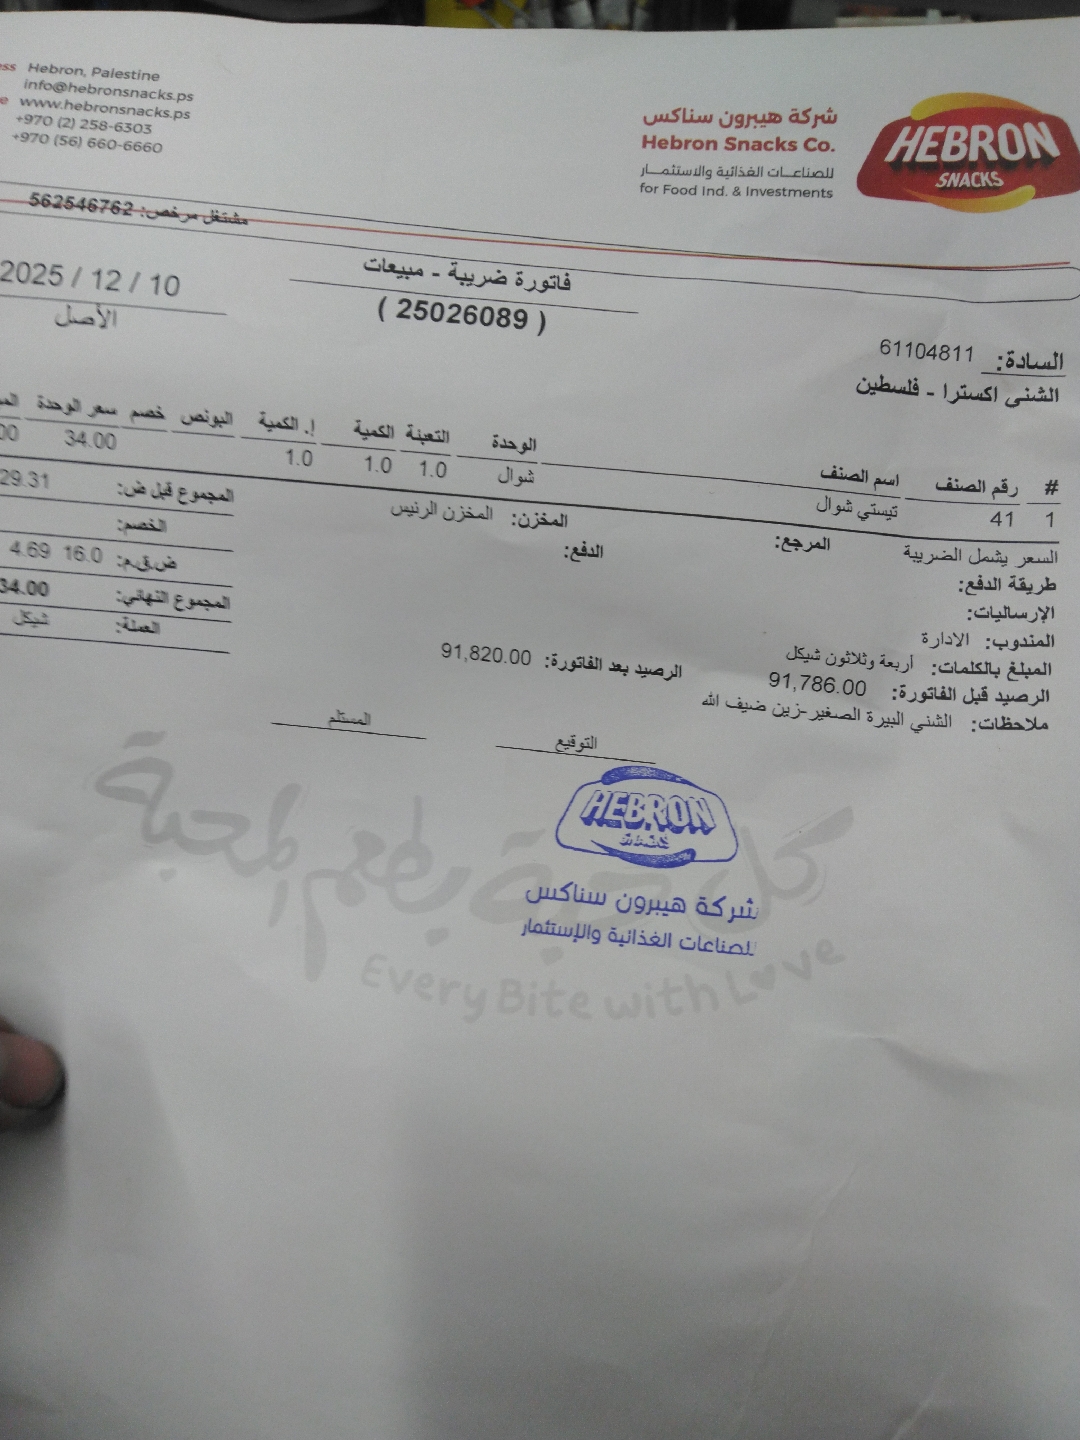 Hebron, Palestine
info@hebronsnacks.ps
www.hebronsnacks.ps
+970 (2) 258-6303
+970 (56) 660-6660
شركة هيبرون سناكس
Hebron Snacks Co.
للصناعات الغذائية والاستثمار
for Food Ind. & Investments
HEBRON
SNACKS
مشتغل مرخص: 562546762
فاتورة ضريبة - مبيعات
( 25026089 )
2025 / 12 / 10
الأصل
السادة: 61104811
الشني اكسترا - فلسطين
# رقم الصنف اسم الصنف الوحدة التعبئة الكمية إ. الكمية البونص خصم سعر الوحدة
1 41 تيستي شوال شوال 1.0 1.0 1.0 34.00
السعر يشمل الضريبة المرجع: المخزن: المخزن الرئيس المجموع قبل ض: 29.31
طريقة الدفع: الدفع: الخصم:
الإرساليات: ض.ق.م: 16.0 4.69
المندوب: الادارة المجموع النهائي: 34.00
المبلغ بالكلمات: أربعة وثلاثون شيكل العملة: شيكل
الرصيد قبل الفاتورة: 91,786.00 الرصيد بعد الفاتورة: 91,820.00
ملاحظات: الشني البيرة الصغير-زين ضيف الله
التوقيع المستلم
HEBRON
شركة هيبرون سناكس
للصناعات الغذائية والإستثمار
كل حبة بطعم المحبة
Every Bite with Love